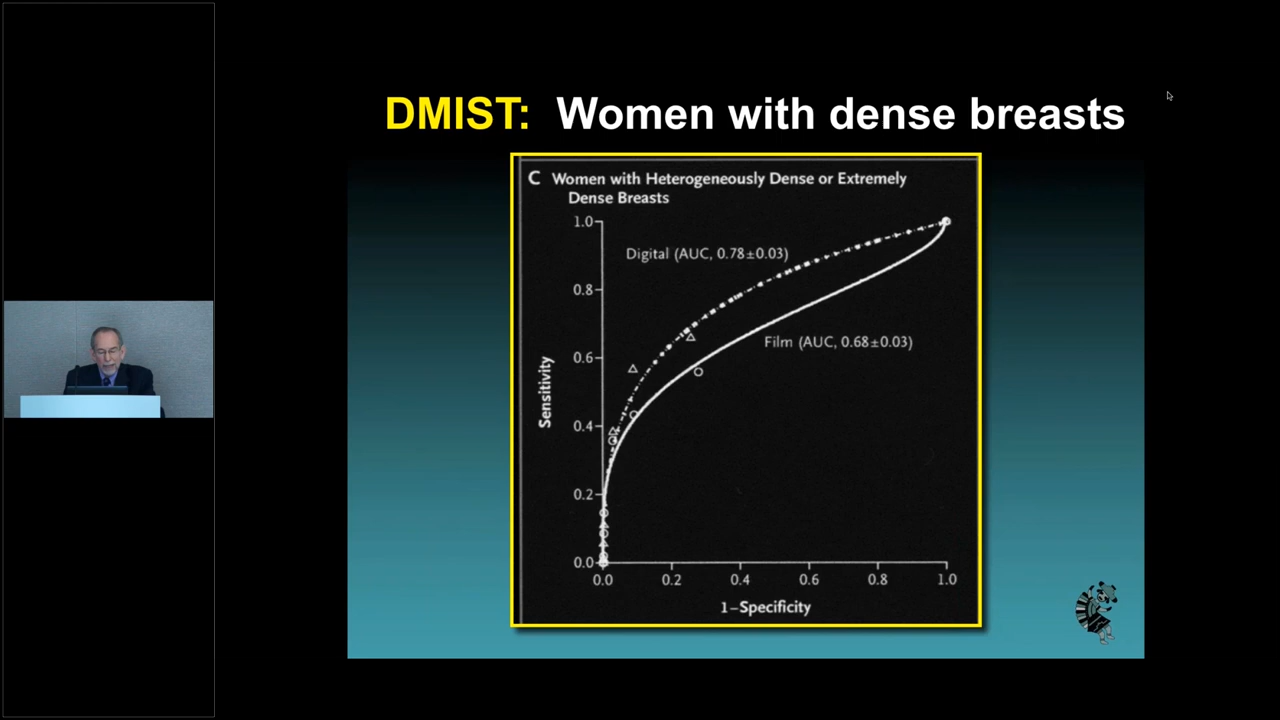 DMIST: Women with dense breasts
C Women with Heterogeneously Dense or Extremely
Dense Breasts
1.0
0.8
0.6
0.4
0.2
0.0
Sensitivity
Digital (AUC, 0.78±0.03)
Film (AUC, 0.68±0.03)
0.0 0.2 0.4 0.6 0.8 1.0
1–Specificity